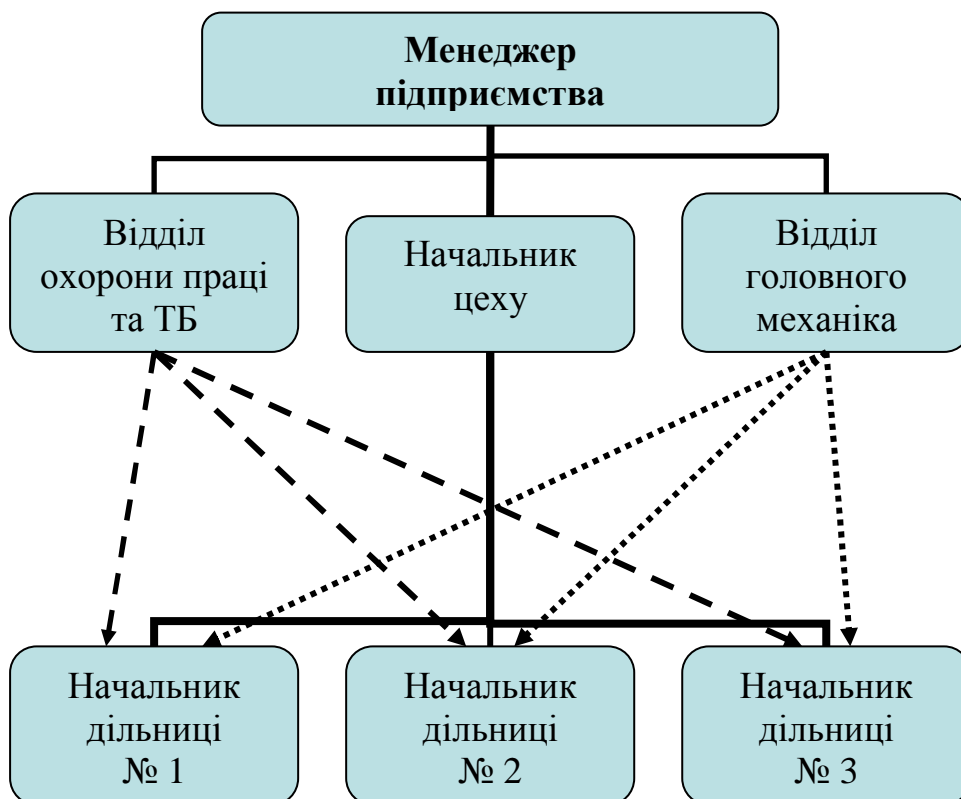 Менеджер
підприємства
Відділ
охорони праці
та ТБ
Начальник
цеху
Відділ
головного
механіка
Начальник
дільниці
№ 1
Начальник
дільниці
№ 2
Начальник
дільниці
№ 3